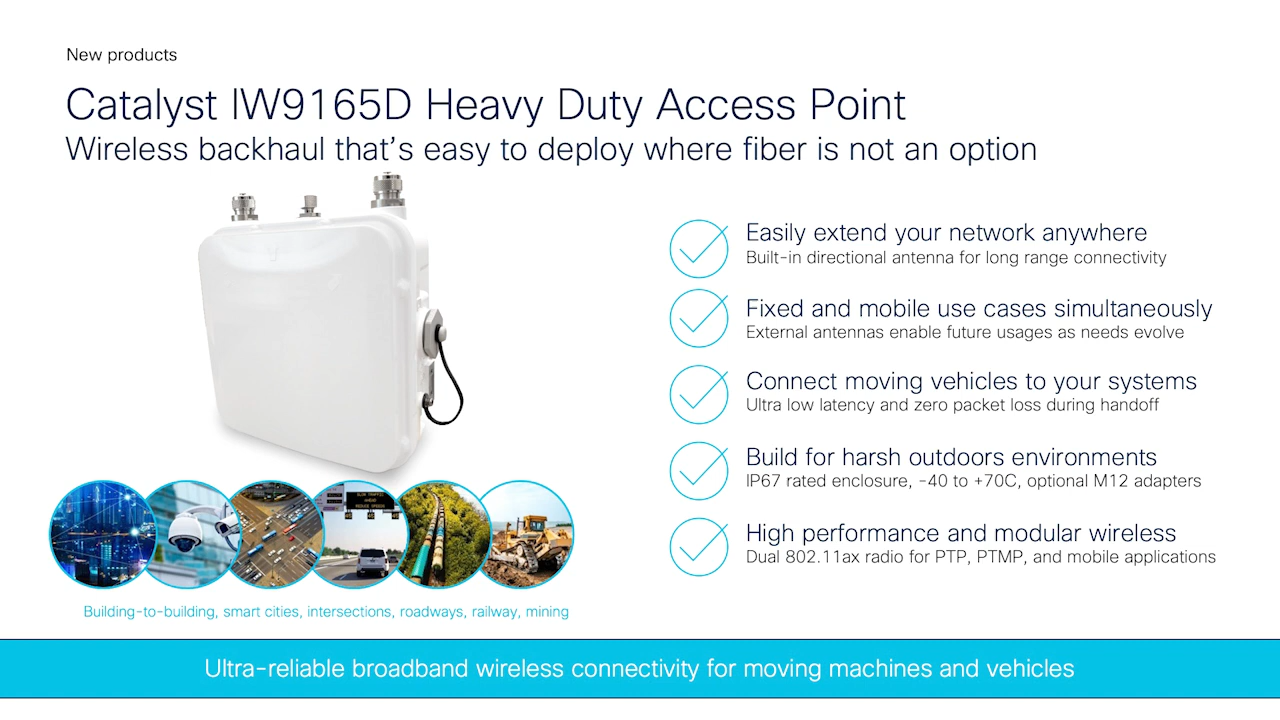 New products
Catalyst IW9165D Heavy Duty Access Point
Wireless backhaul that's easy to deploy where fiber is not an option
Easily extend your network anywhere
Built-in directional antenna for long range connectivity
Fixed and mobile use cases simultaneously
External antennas enable future usages as needs evolve
Connect moving vehicles to your systems
Ultra low latency and zero packet loss during handoff
Build for harsh outdoors environments
IP67 rated enclosure, -40 to +70C, optional M12 adapters
High performance and modular wireless
Dual 802.11ax radio for PTP, PTMP, and mobile applications
SLOW TRAFFIC
AHEAD
REDUCE SPEED
Building-to-building, smart cities, intersections, roadways, railway, mining
Ultra-reliable broadband wireless connectivity for moving machines and vehicles